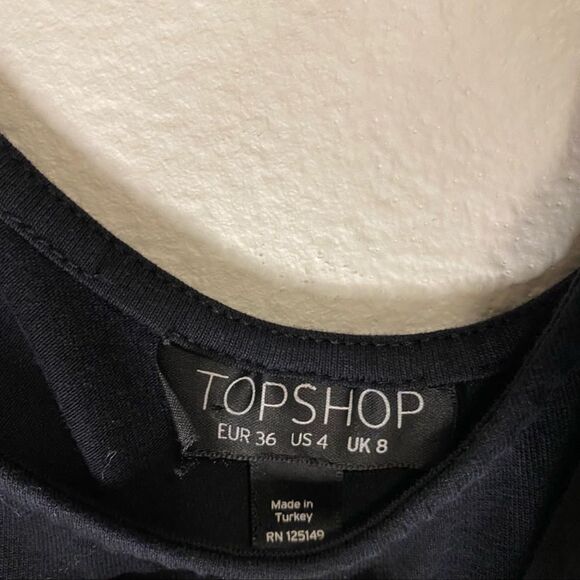 TOPSHOP
EUR 36 US 4 UK 8
Made in
Turkey
RN 125149